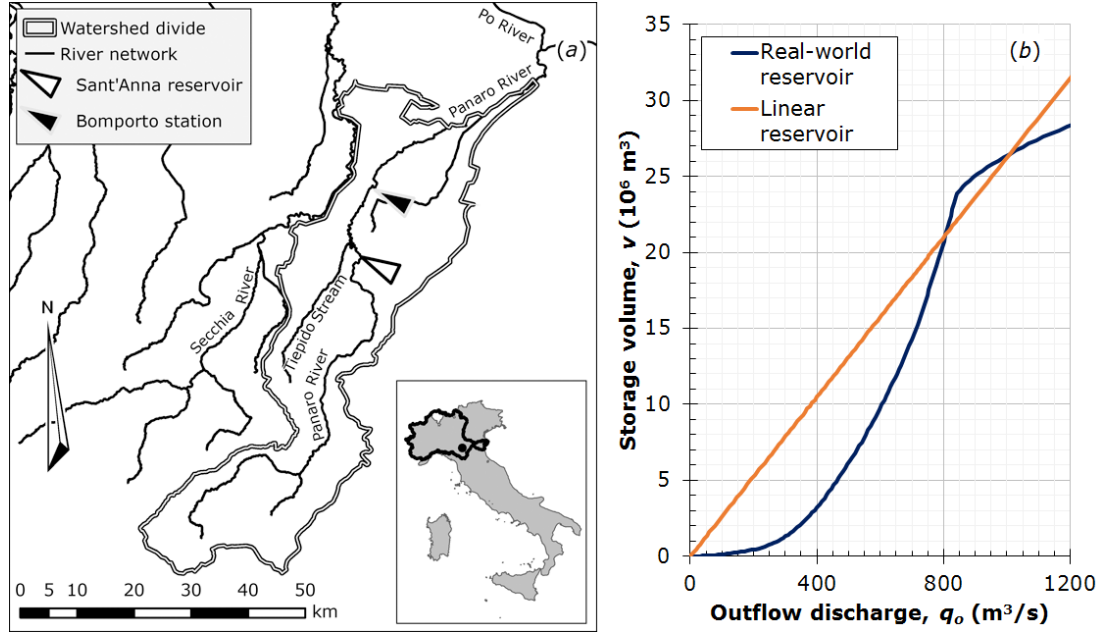 Watershed divide
River network
Sant'Anna reservoir
Bomporto station
(a)
Po River
Panaro River
Secchia River
Tiepido Stream
Panaro River
N
0 10 20 30 40 50
km
(b)
Real-world
reservoir
Linear
reservoir
Storage volume, v (10⁶ m³)
35
30
25
20
15
10
5
0
0 400 800 1200
Outflow discharge, qₒ (m³/s)